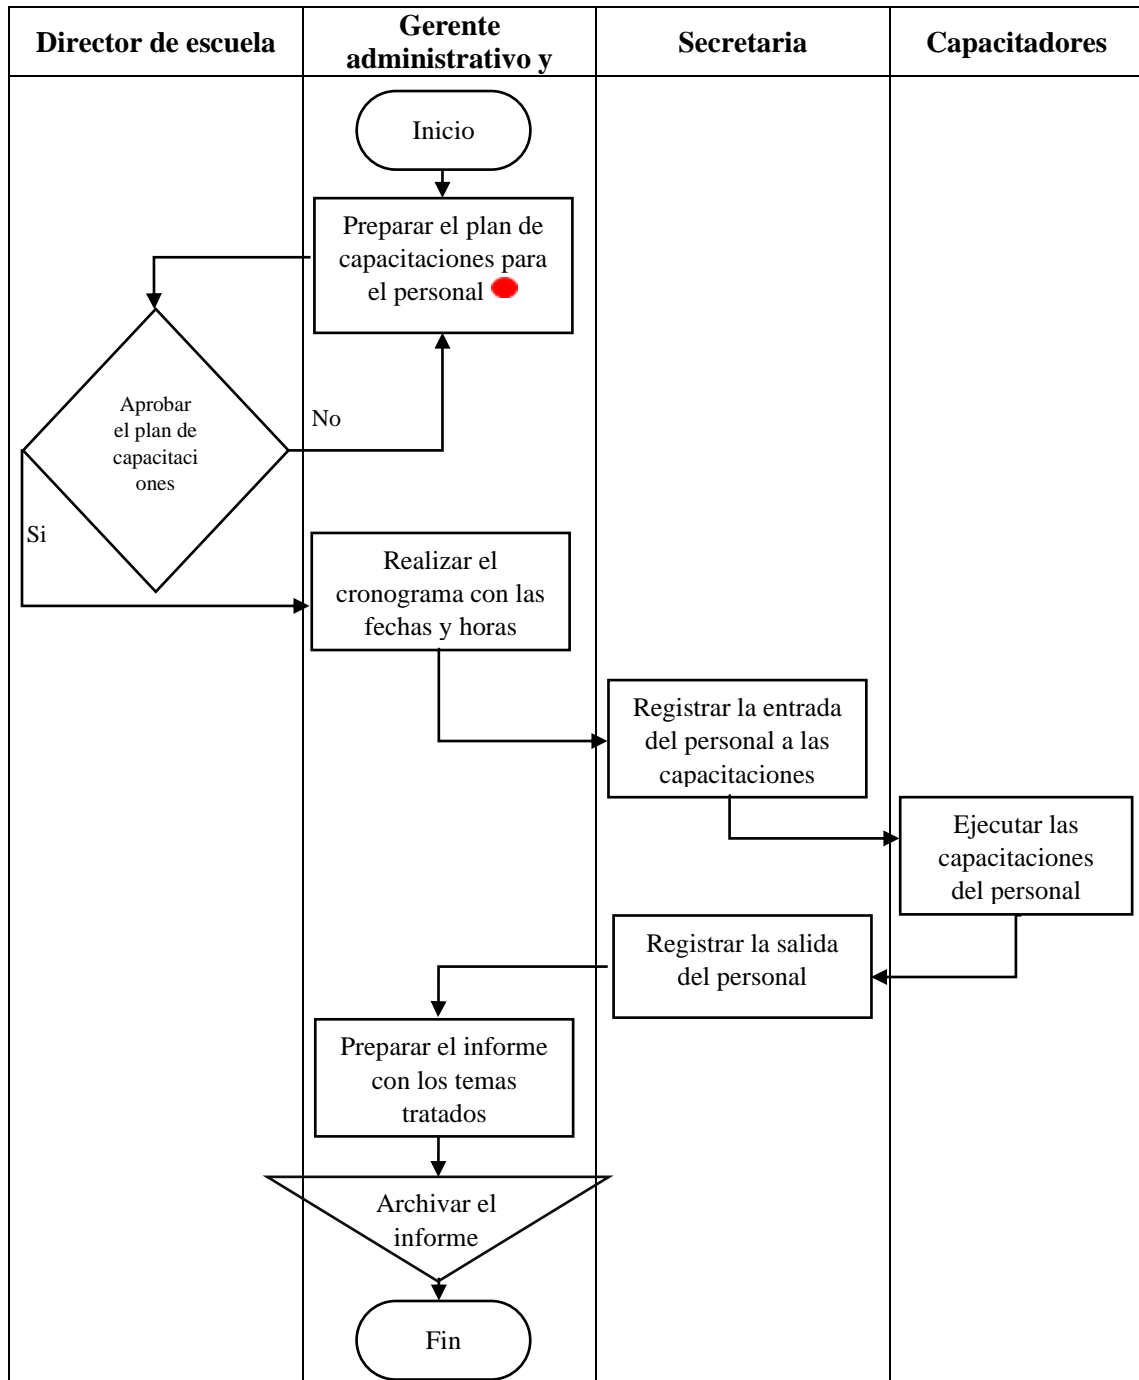 Director de escuela
Gerente
administrativo y
Secretaria
Capacitadores
Inicio
Preparar el plan de
capacitaciones para
el personal
Aprobar
el plan de
capacitaci
ones
No
Si
Realizar el
cronograma con las
fechas y horas
Registrar la entrada
del personal a las
capacitaciones
Ejecutar las
capacitaciones
del personal
Registrar la salida
del personal
Preparar el informe
con los temas
tratados
Archivar el
informe
Fin